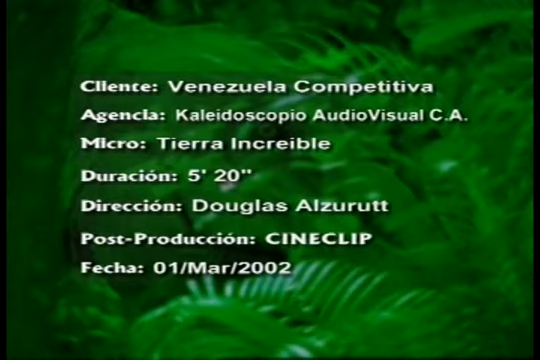 Cliente: Venezuela Competitiva
Agencia: Kaleidoscopio AudioVisual C.A.
Micro: Tierra Increible
Duración: 5' 20"
Dirección: Douglas Alzurutt
Post-Producción: CINECLIP
Fecha: 01/Mar/2002